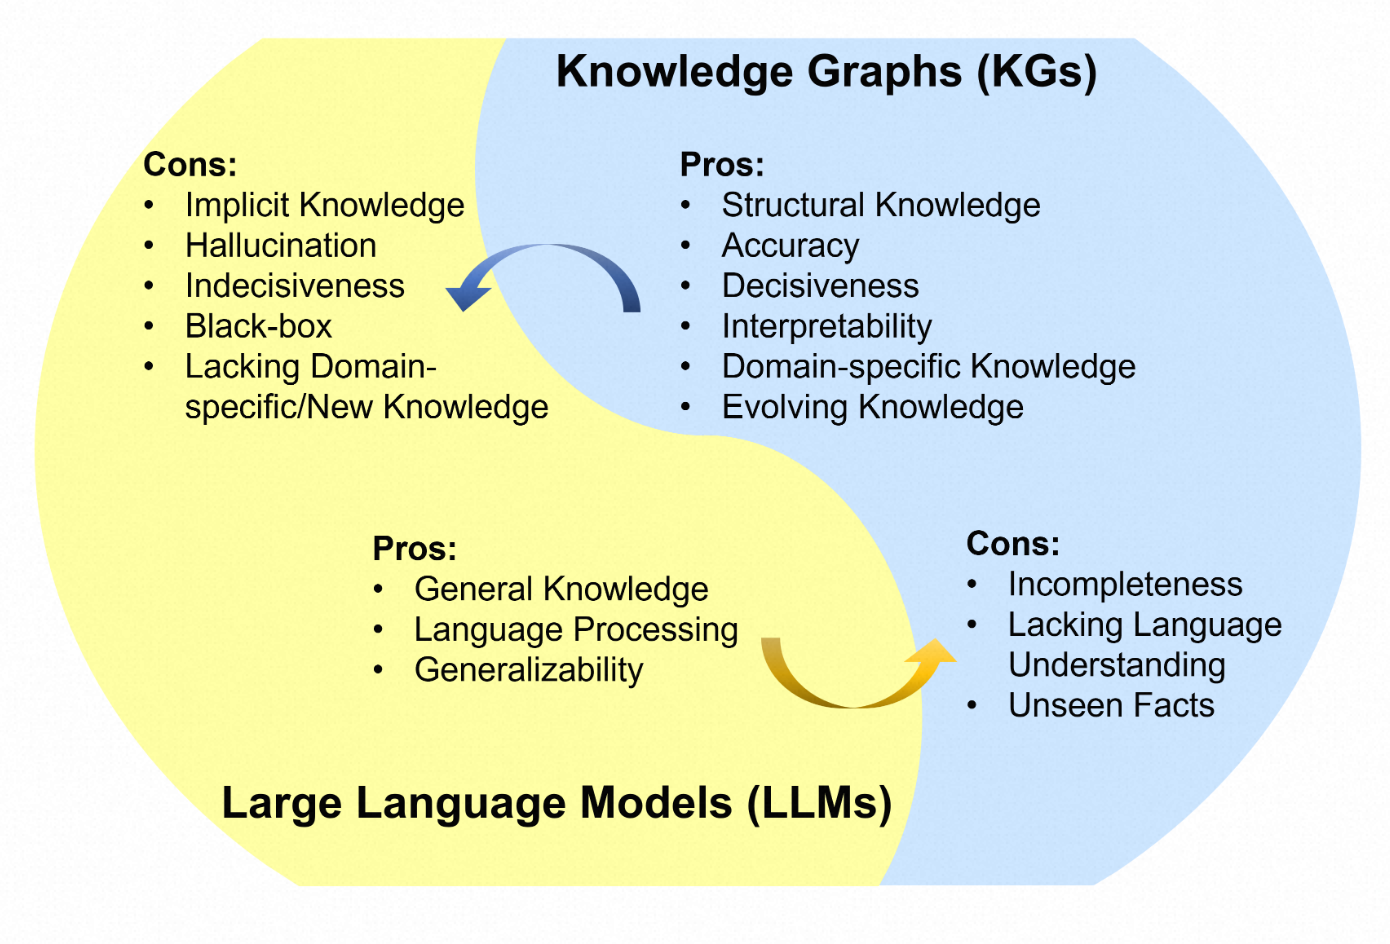 Knowledge Graphs (KGs)
Cons:
• Implicit Knowledge
• Hallucination
• Indecisiveness
• Black-box
• Lacking Domain-
specific/New Knowledge
Pros:
• Structural Knowledge
• Accuracy
• Decisiveness
• Interpretability
• Domain-specific Knowledge
• Evolving Knowledge
Pros:
• General Knowledge
• Language Processing
• Generalizability
Cons:
• Incompleteness
• Lacking Language
Understanding
• Unseen Facts
Large Language Models (LLMs)